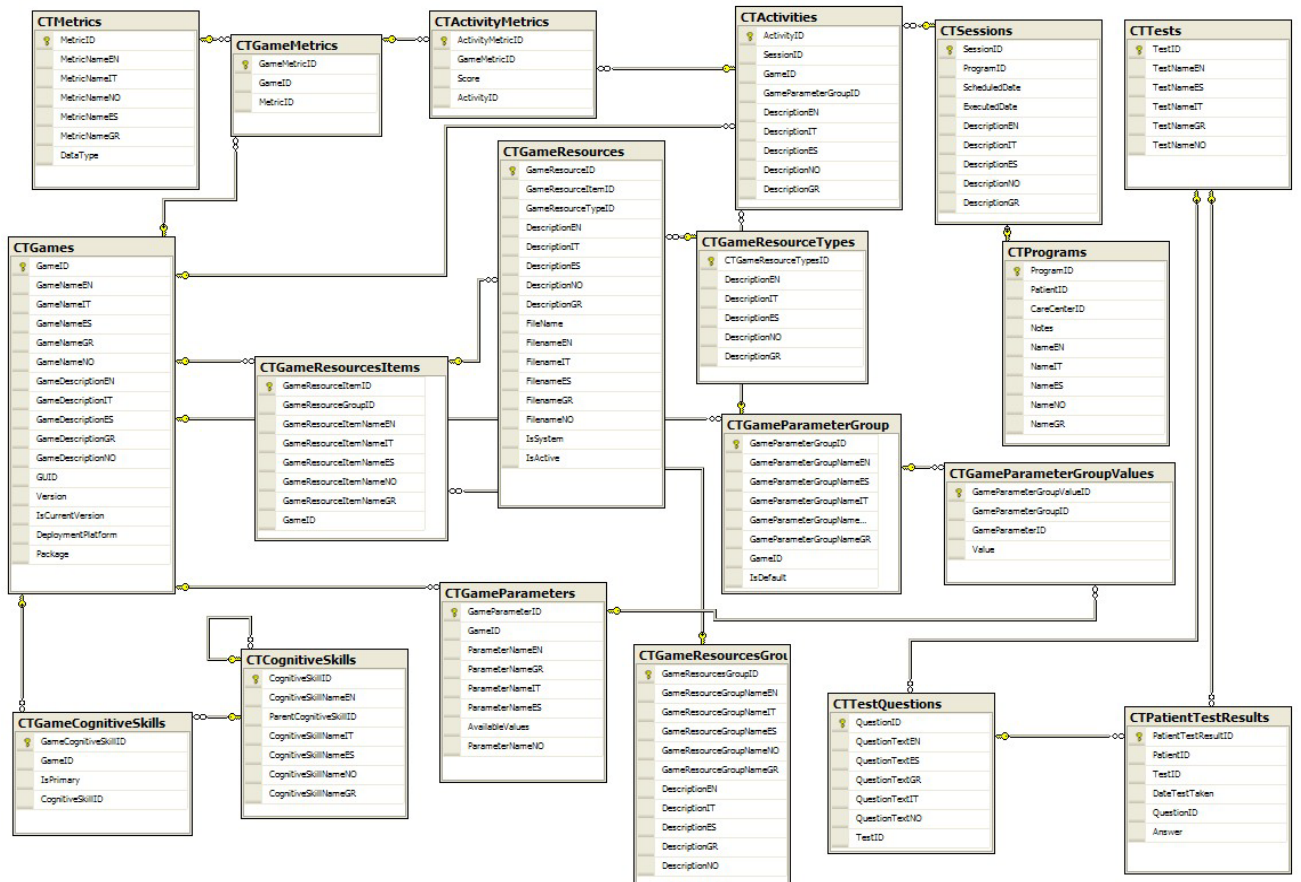 CTMetrics
MetricID
MetricNameEN
MetricNameIT
MetricNameNO
MetricNameES
MetricNameGR
DataType
CTGameMetrics
GameMetricID
GameID
MetricID
CTActivityMetrics
ActivityMetricID
GameMetricID
Score
ActivityID
CTActivities
ActivityID
SessionID
GameID
GameParameterGroupID
DescriptionEN
DescriptionIT
DescriptionES
DescriptionNO
DescriptionGR
CTSessions
SessionID
ProgramID
ScheduledDate
ExecutedDate
DescriptionEN
DescriptionIT
DescriptionES
DescriptionNO
DescriptionGR
CTTests
TestID
TestNameEN
TestNameES
TestNameIT
TestNameGR
TestNameNO
CTGames
GameID
GameNameEN
GameNameIT
GameNameES
GameNameGR
GameNameNO
GameDescriptionEN
GameDescriptionIT
GameDescriptionES
GameDescriptionGR
GameDescriptionNO
GUID
Version
IsCurrentVersion
DeploymentPlatform
Package
CTGameResourcesItems
GameResourceItemID
GameResourceGroupID
GameResourceItemNameEN
GameResourceItemNameIT
GameResourceItemNameES
GameResourceItemNameNO
GameResourceItemNameGR
GameID
CTGameResources
GameResourceID
GameResourceItemID
GameResourceTypeID
DescriptionEN
DescriptionIT
DescriptionES
DescriptionNO
DescriptionGR
FileName
FilenameEN
FilenameIT
FilenameES
FilenameGR
FilenameNO
IsSystem
IsActive
CTGameResourceTypes
CTGameResourceTypesID
DescriptionEN
DescriptionIT
DescriptionES
DescriptionNO
DescriptionGR
CTPrograms
ProgramID
PatientID
CareCenterID
Notes
NameEN
NameIT
NameES
NameNO
NameGR
CTGameParameterGroup
GameParameterGroupID
GameParameterGroupNameEN
GameParameterGroupNameES
GameParameterGroupNameIT
GameParameterGroupName...
GameParameterGroupNameGR
GameID
IsDefault
CTGameParameterGroupValues
GameParameterGroupValueID
GameParameterGroupID
GameParameterID
Value
CTGameCognitiveSkills
GameCognitiveSkillID
GameID
IsPrimary
CognitiveSkillID
CTCognitiveSkills
CognitiveSkillID
CognitiveSkillNameEN
ParentCognitiveSkillID
CognitiveSkillNameIT
CognitiveSkillNameES
CognitiveSkillNameNO
CognitiveSkillNameGR
CTGameParameters
GameParameterID
GameID
ParameterNameEN
ParameterNameGR
ParameterNameIT
ParameterNameES
AvailableValues
ParameterNameNO
CTGameResourcesGrou
GameResourcesGroupID
GameResourceGroupNameEN
GameResourceGroupNameIT
GameResourceGroupNameES
GameResourceGroupNameNO
GameResourceGroupNameGR
DescriptionEN
DescriptionIT
DescriptionES
DescriptionGR
DescriptionNO
CTTestQuestions
QuestionID
QuestionTextEN
QuestionTextES
QuestionTextGR
QuestionTextIT
QuestionTextNO
TestID
CTPatientTestResults
PatientTestResultID
PatientID
TestID
DateTestTaken
QuestionID
Answer